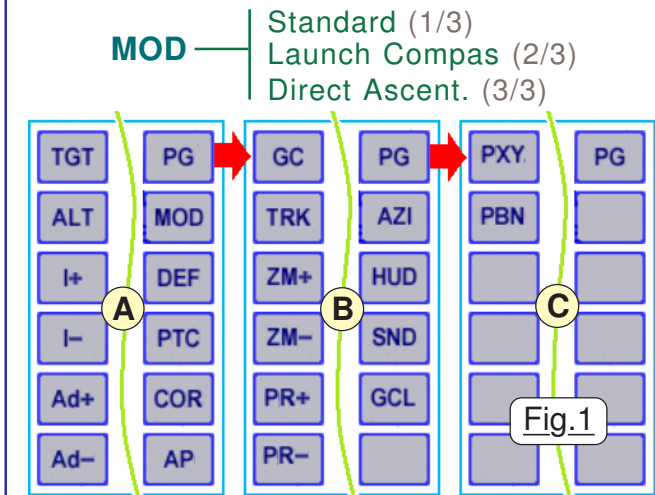 Standard (1/3)
MOD Launch Compas (2/3)
Direct Ascent. (3/3)
TGT PG GC PG PXY. PG
ALT MOD TRK AZI PBN
I+ DEF ZM+ HUD
A B C
I– PTC ZM– SND
Ad+ COR PR+ GCL
Fig.1
Ad– AP PR–